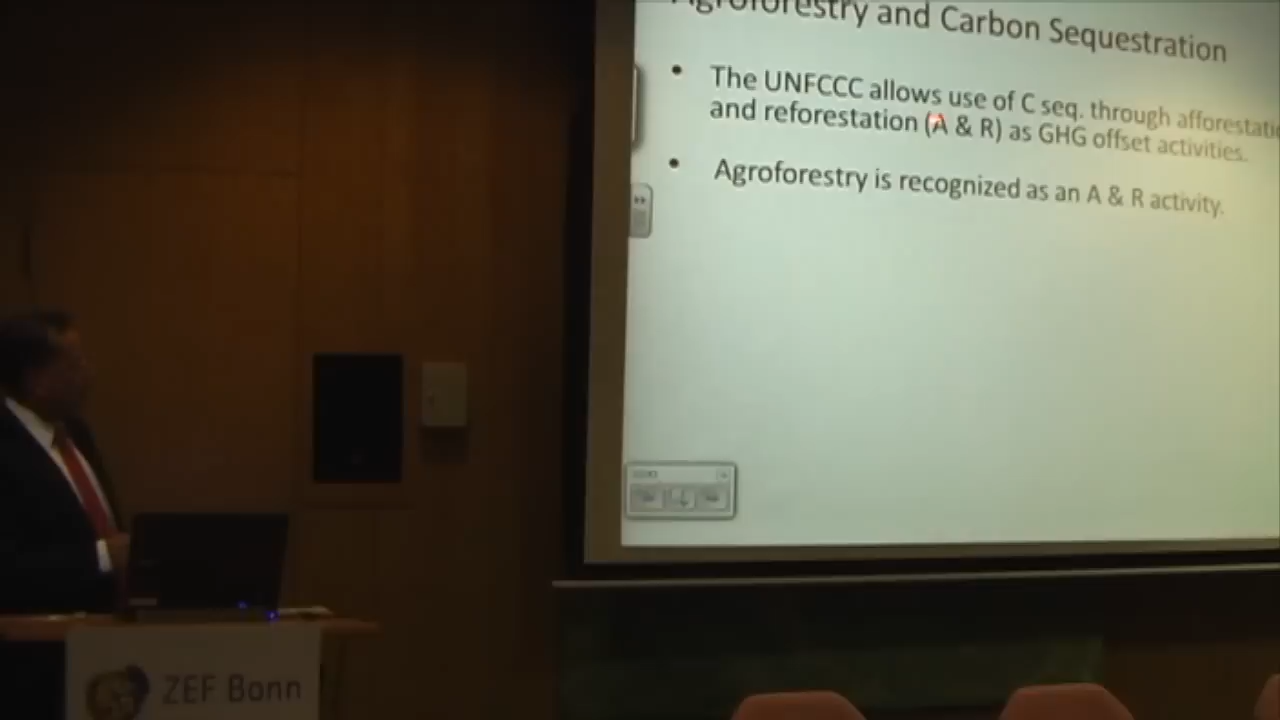 Agroforestry and Carbon Sequestration
• The UNFCCC allows use of C seq. through afforestati
and reforestation (A & R) as GHG offset activities.
• Agroforestry is recognized as an A & R activity.
ZEF Bonn